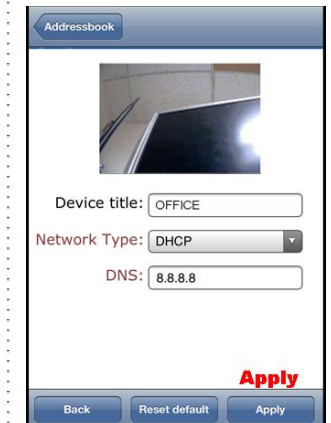 Addressbook
Device title: OFFICE
Network Type: DHCP
DNS: 8.8.8.8
Apply
Back Reset default Apply